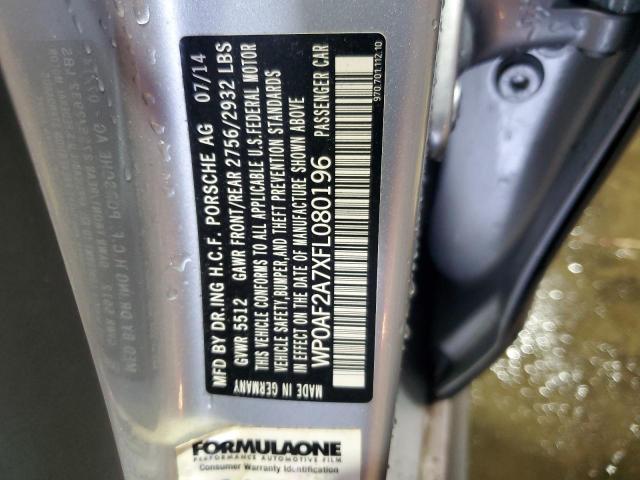 MFD BY DR.ING H.C.F. PORSCHE AG 07/14
GVWR 5512 GAWR FRONT/REAR 2756/2932 LBS
THIS VEHICLE CONFORMS TO ALL APPLICABLE U.S.FEDERAL MOTOR
VEHICLE SAFETY,BUMPER,AND THEFT PREVENTION STANDARDS
IN EFFECT ON THE DATE OF MANUFACTURE SHOWN ABOVE
WP0AF2A7XFL080196 PASSENGER CAR
MADE IN GERMANY
970.701.112.10
FORMULAONE
PERFORMANCE AUTOMOTIVE FILM
Consumer Warranty Identification